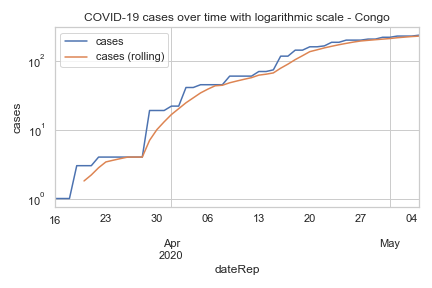 COVID-19 cases over time with logarithmic scale - Congo
cases
cases (rolling)
cases
10²
10¹
10⁰
16 23 30 06 13 20 27 04
Apr May
2020
dateRep